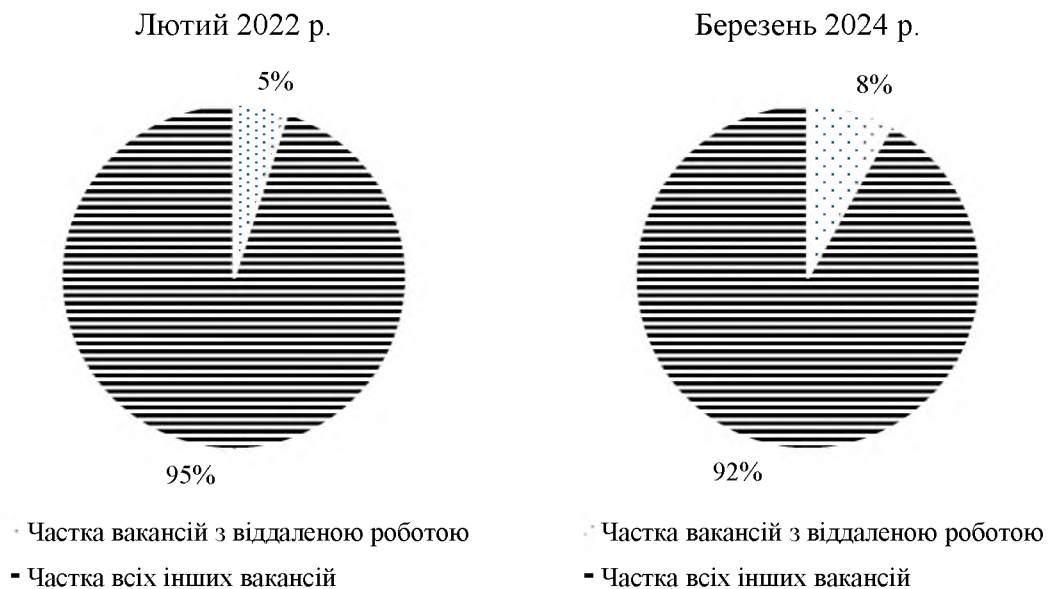 Лютий 2022 р.
5%
95%
Частка вакансій з віддаленою роботою
Частка всіх інших вакансій
Березень 2024 р.
8%
92%
Частка вакансій з віддаленою роботою
Частка всіх інших вакансій